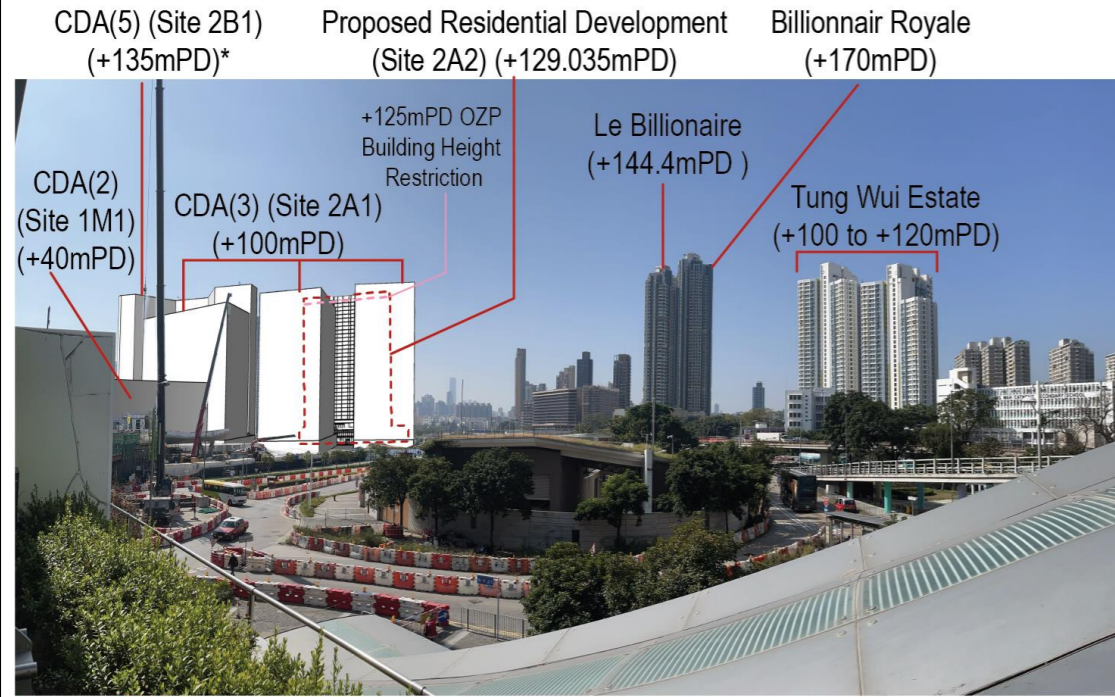 CDA(5) (Site 2B1)
(+135mPD)*
Proposed Residential Development
(Site 2A2) (+129.035mPD)
Billionnair Royale
(+170mPD)
+125mPD OZP
Building Height
Restriction
Le Billionaire
(+144.4mPD )
CDA(2)
(Site 1M1)
(+40mPD)
CDA(3) (Site 2A1)
(+100mPD)
Tung Wui Estate
(+100 to +120mPD)